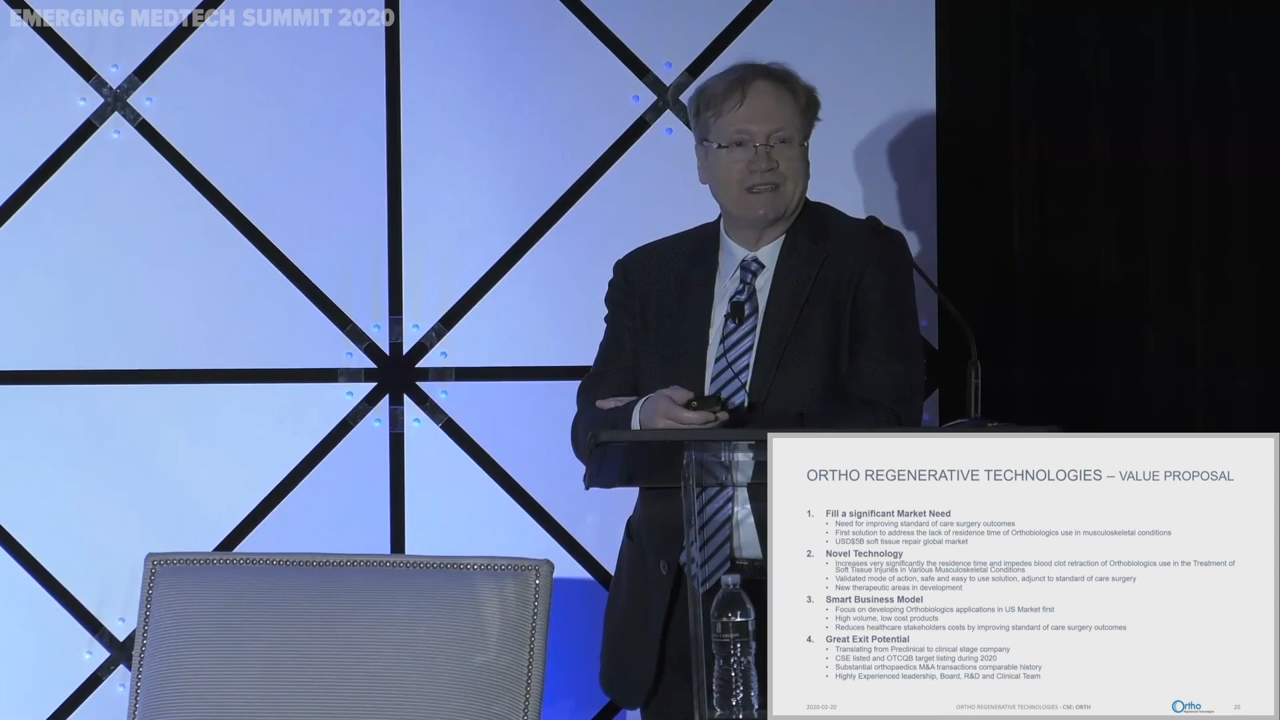 EMERGING MEDTECH SUMMIT 2020
ORTHO REGENERATIVE TECHNOLOGIES – VALUE PROPOSAL
1. Fill a significant Market Need
• Need for improving standard of care surgery outcomes
• First solution to address the lack of residence time of Orthobiologics use in musculoskeletal conditions
• USD$5B soft tissue repair global market
2. Novel Technology
• Increases very significantly the residence time and impedes blood clot retraction of Orthobiologics use in the Treatment of
Soft Tissue Injuries in Various Musculoskeletal Conditions
• Validated mode of action, safe and easy to use solution, adjunct to standard of care surgery
• New therapeutic areas in development
3. Smart Business Model
• Focus on developing Orthobiologics applications in US Market first
• High volume, low cost products
• Reduces healthcare stakeholders costs by improving standard of care surgery outcomes
4. Great Exit Potential
• Translating from Preclinical to clinical stage company
• CSE listed and OTCQB target listing during 2020
• Substantial orthopaedics M&A transactions comparable history
• Highly Experienced leadership, Board, R&D and Clinical Team
2020-02-20 ORTHO REGENERATIVE TECHNOLOGIES - CSE: ORTH Ortho 20